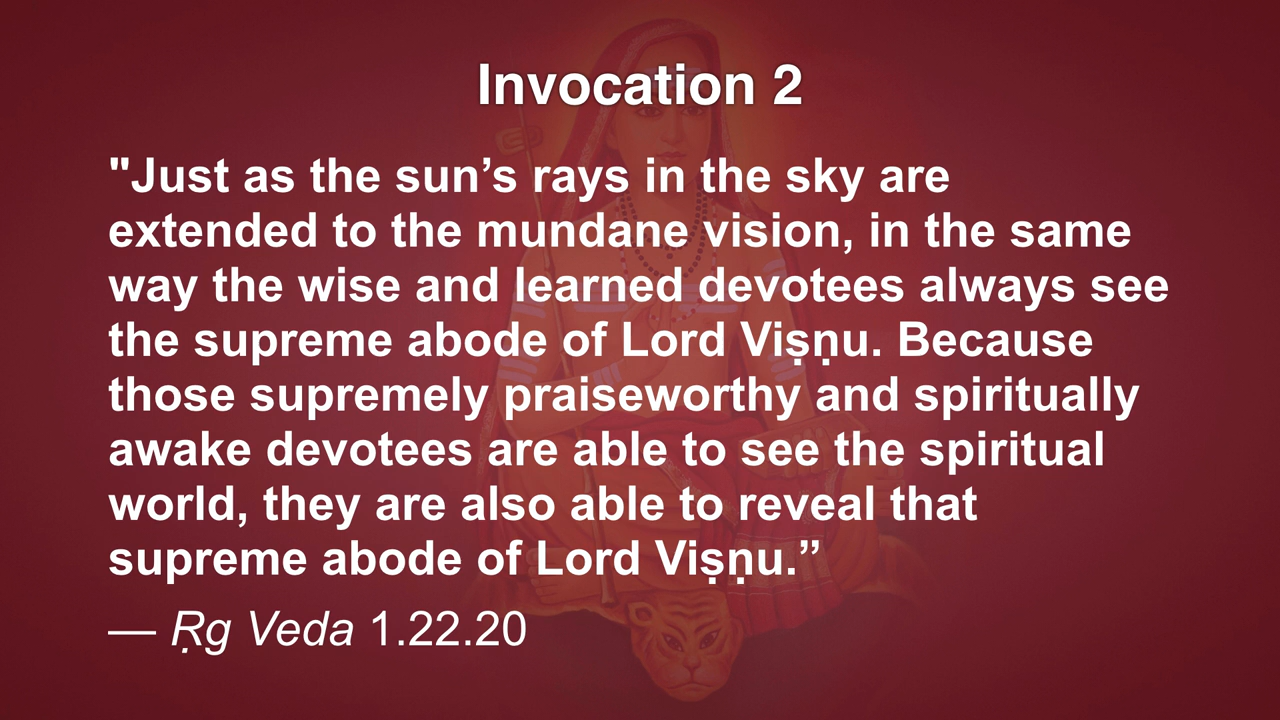 Invocation 2
"Just as the sun’s rays in the sky are
extended to the mundane vision, in the same
way the wise and learned devotees always see
the supreme abode of Lord Viṣṇu. Because
those supremely praiseworthy and spiritually
awake devotees are able to see the spiritual
world, they are also able to reveal that
supreme abode of Lord Viṣṇu.”
— Ṛg Veda 1.22.20